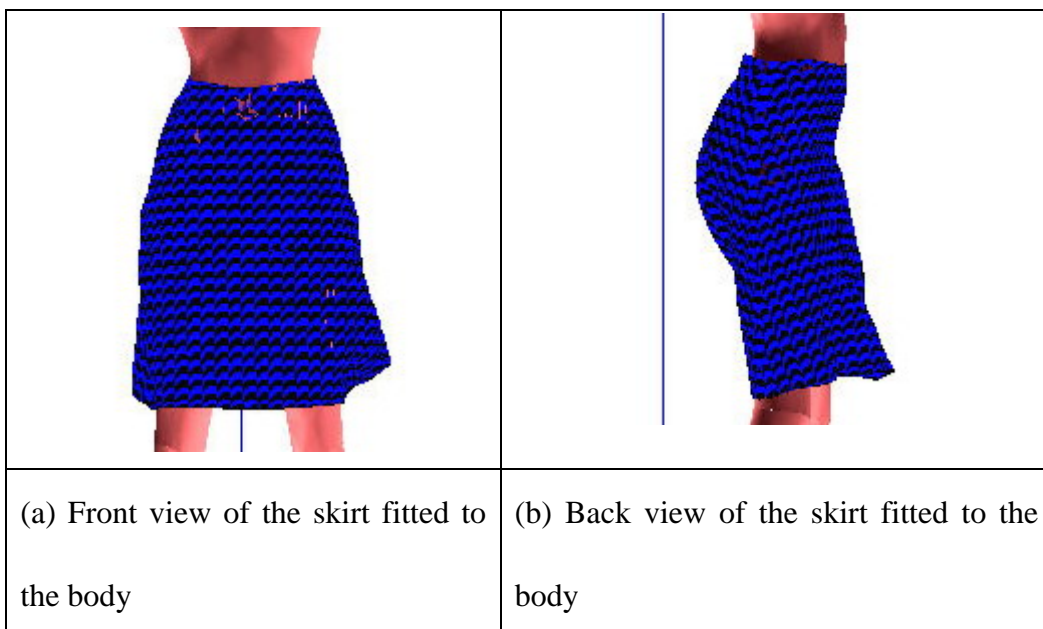 (a) Front view of the skirt fitted to
the body
(b) Back view of the skirt fitted to the
body